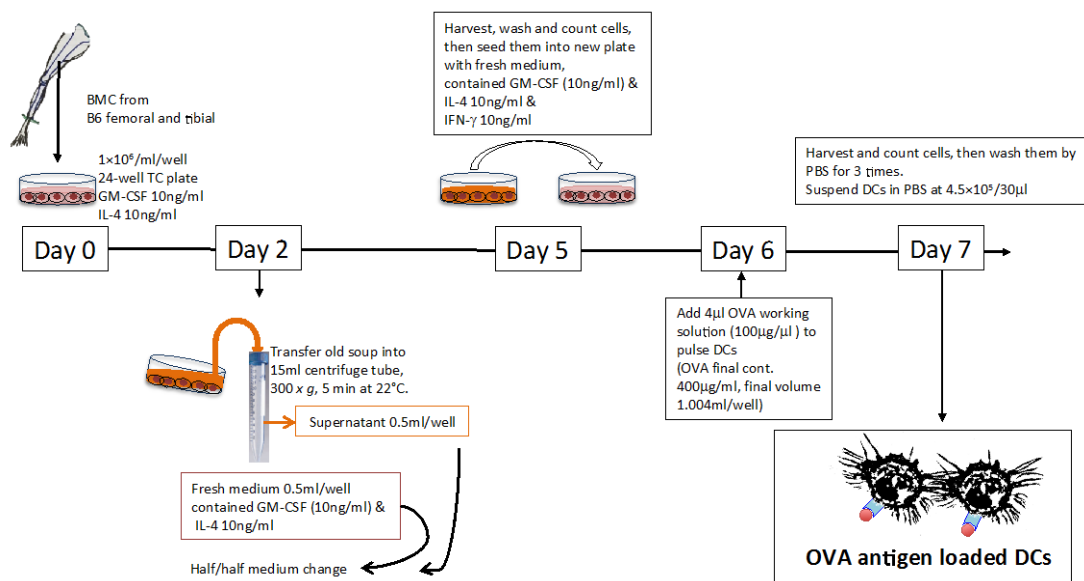 BMC from
B6 femoral and tibial
1×10⁶/ml/well
24-well TC plate
GM-CSF 10ng/ml
IL-4 10ng/ml
Harvest, wash and count cells,
then seed them into new plate
with fresh medium,
contained GM-CSF (10ng/ml) &
IL-4 10ng/ml &
IFN-γ 10ng/ml
Harvest and count cells, then wash them by
PBS for 3 times.
Suspend DCs in PBS at 4.5×10⁵/30μl
Day 0
Day 2
Day 5
Day 6
Day 7
Transfer old soup into
15ml centrifuge tube,
300 x g, 5 min at 22°C.
Supernatant 0.5ml/well
Fresh medium 0.5ml/well
contained GM-CSF (10ng/ml) &
IL-4 10ng/ml
Half/half medium change
Add 4μl OVA working
solution (100μg/μl ) to
pulse DCs
(OVA final cont.
400μg/ml, final volume
1.004ml/well)
OVA antigen loaded DCs